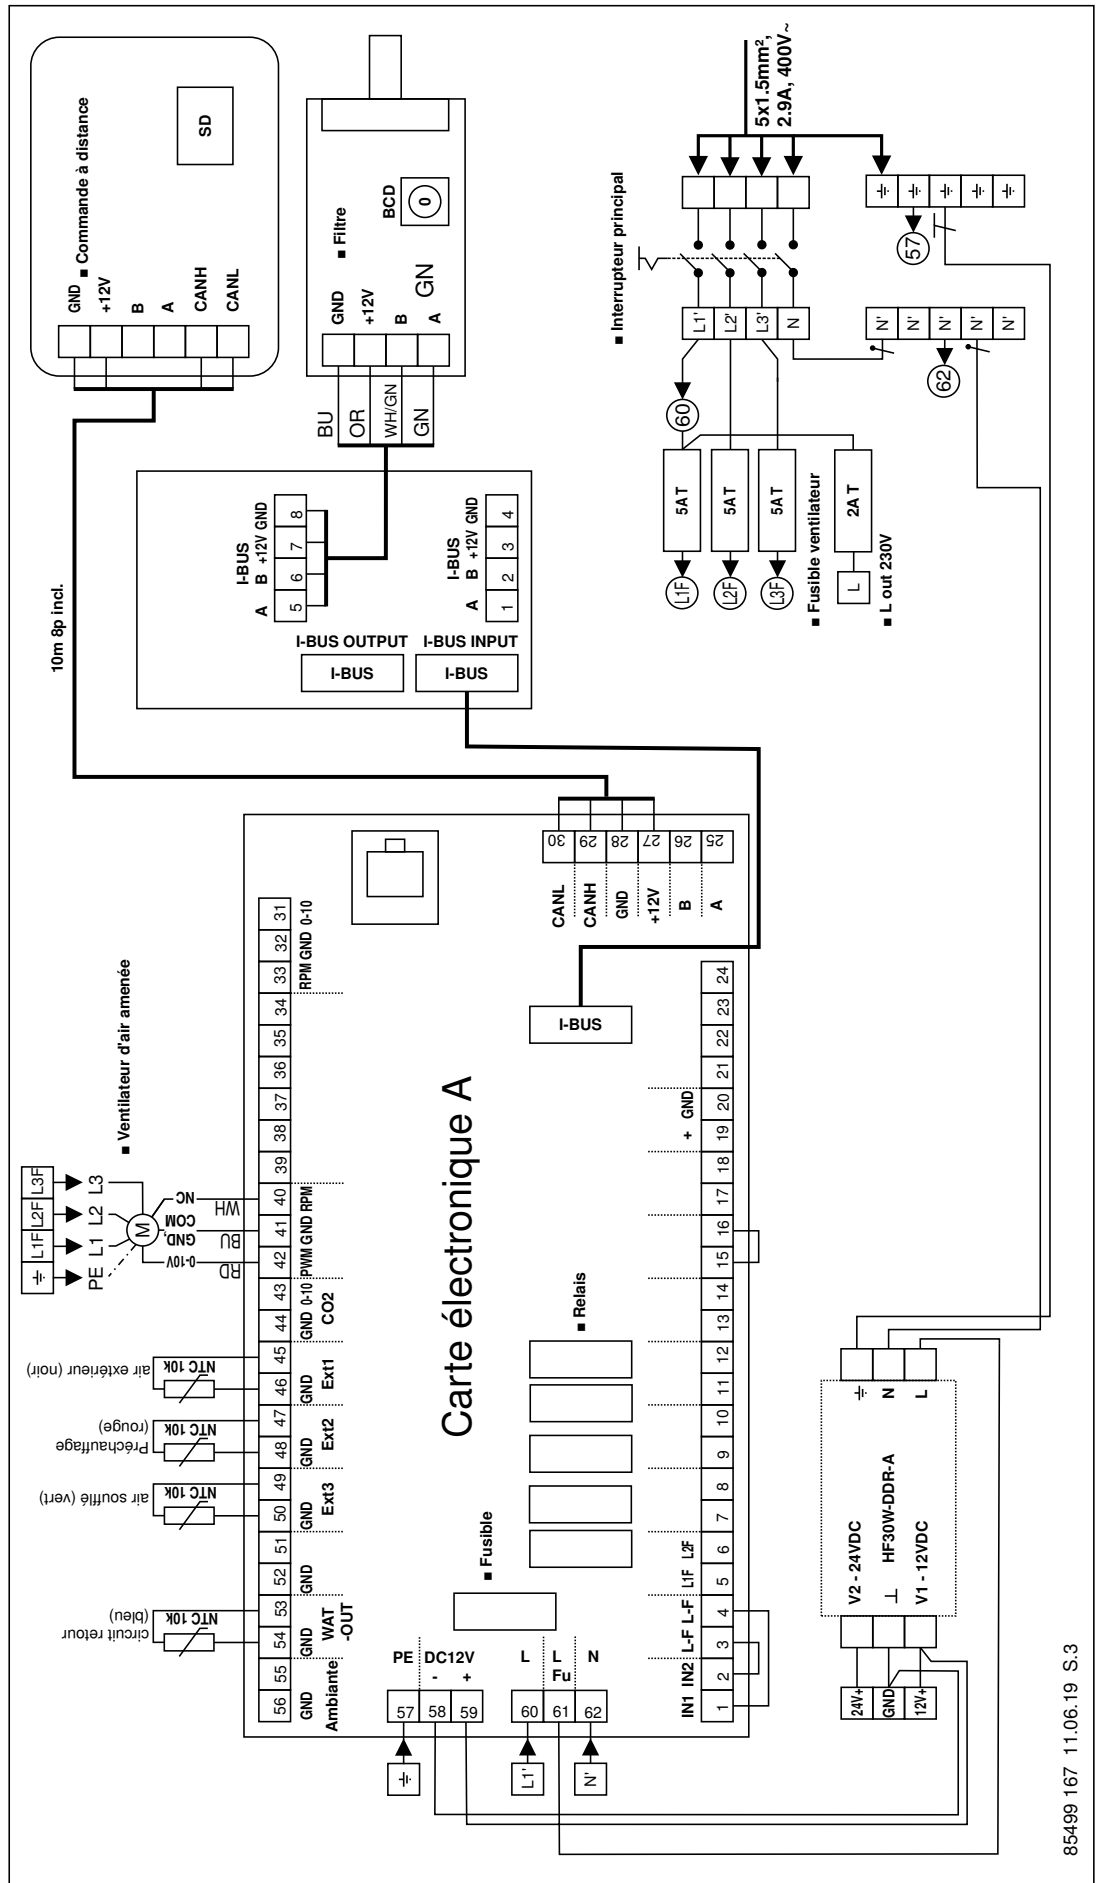 ■ Commande à distance
GND
+12V
B
A
CANH
CANL
SD
■ Filtre
GND
+12V
B
A
GN
BCD
0
BU
OR
WH/GN
GN
10m 8p incl.
I-BUS
A B +12V GND
5 6 7 8
I-BUS
A B +12V GND
1 2 3 4
I-BUS OUTPUT
I-BUS
I-BUS INPUT
I-BUS
5x1.5mm²,
2.9A, 400V~
■ Interrupteur principal
L1'
L2'
L3'
N
57
N'
N'
N'
N'
N'
62
60
5A T
5A T
5A T
2A T
L1F
L2F
L3F
L
■ Fusible ventilateur
■ L out 230V
■ Ventilateur d'air amenée
L1F L2F L3F
PE L1 L2 L3
M
0-10V
GND,
COM
NC
RD
BU
WH
circuit retour
(bleu)
NTC 10k
air soufflé (vert)
NTC 10k
Préchauffage
(rouge)
NTC 10k
air extérieur (noir)
NTC 10k
56 55 54 53 52 51 50 49 48 47 46 45 44 43 42 41 40 39 38 37 36 35 34 33 32 31
GND
Ambiante
GND
WAT
-OUT
GND
GND
Ext3
GND
Ext2
GND
Ext1
GND 0-10
CO2
PWM GND RPM
RPM GND 0-10
Carte électronique A
■ Fusible
■ Relais
I-BUS
CANL
CANH
GND
+12V
B
A
30
29
28
27
26
25
PE
DC12V
- +
L
L
Fu
N
57 58 59
60 61 62
L1'
N'
IN1 IN2 L-F L-F
L1F L2F
+ GND
1 2 3 4 5 6 7 8 9 10 11 12 13 14 15 16 17 18 19 20 21 22 23 24
24V+
GND
12V+
V2 - 24VDC
⊥ HF30W-DDR-A
V1 - 12VDC
N
L
85499 167 11.06.19 S.3